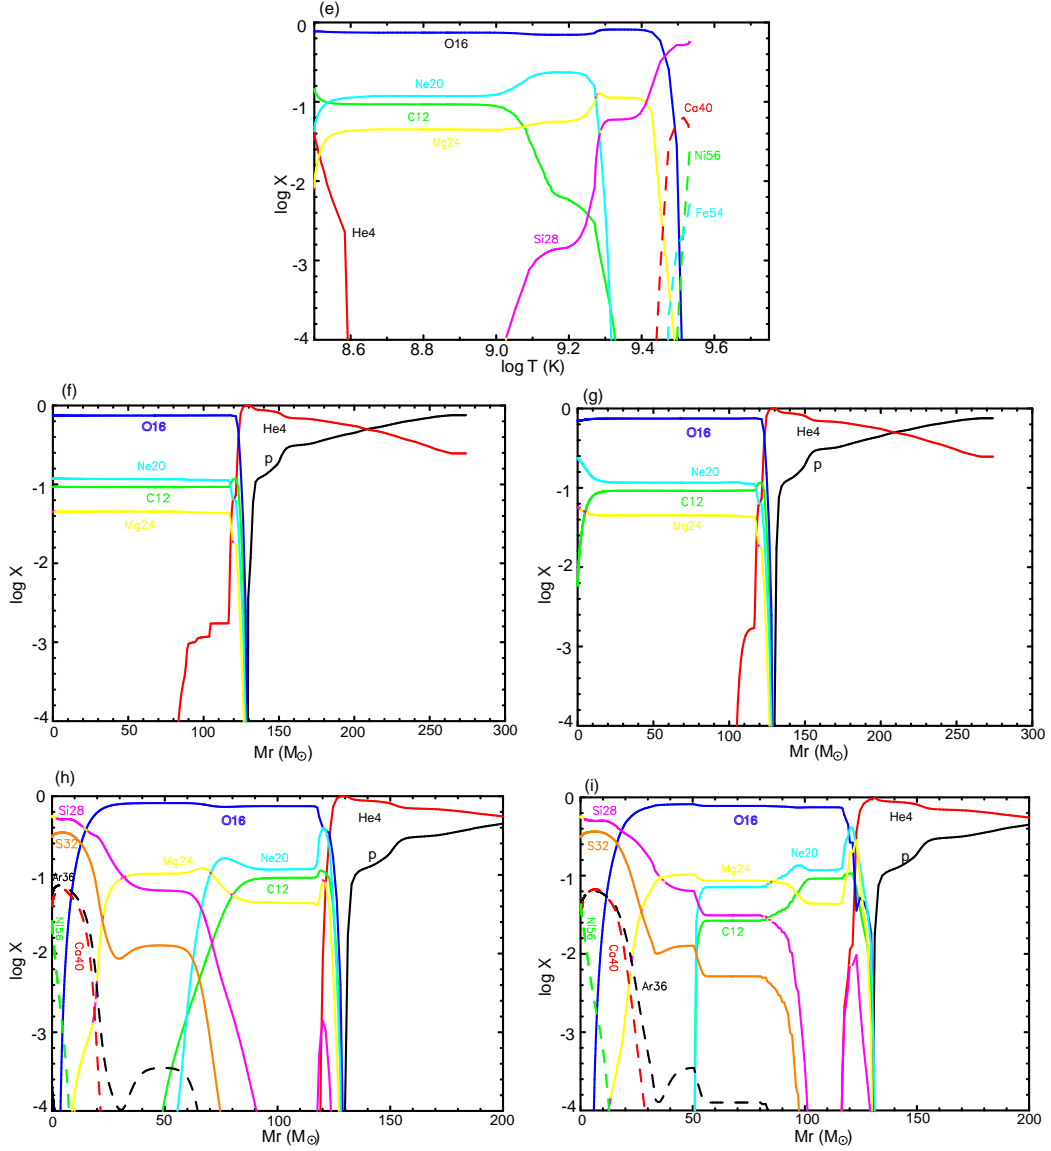 (e)
0
-1
-2
-3
-4
log X
O16
Ne20
C12
Mg24
He4
Si28
Ca40
Ni56
Fe54
8.6 8.8 9.0 9.2 9.4 9.6
log T (K)
(f)
0
-1
-2
-3
-4
log X
O16
He4
p
Ne20
C12
Mg24
0 50 100 150 200 250 300
Mr (M⊙)
(g)
0
-1
-2
-3
-4
log X
O16
He4
p
Ne20
C12
Mg24
0 50 100 150 200 250 300
Mr (M⊙)
(h)
0
-1
-2
-3
-4
log X
Si28
S32
Ar36
Ni56
Ca40
O16
Mg24
Ne20
C12
He4
p
0 50 100 150 200
Mr (M⊙)
(i)
0
-1
-2
-3
-4
log X
Si28
S32
Ni56
Ca40
Ar36
O16
Mg24
Ne20
C12
He4
p
0 50 100 150 200
Mr (M⊙)